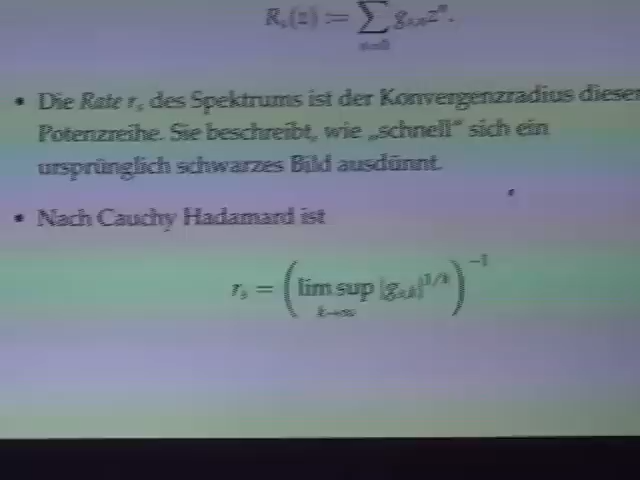 R_s(z) := ∑ g_{s,n} z^n.
n=0
• Die Rate r_s des Spektrums ist der Konvergenzradius dieser
Potenzreihe. Sie beschreibt, wie „schnell“ sich ein
ursprünglich schwarzes Bild ausdünnt.
• Nach Cauchy Hadamard ist
r_s = (lim sup |g_{s,k}|^{1/k})^{-1}
k→∞